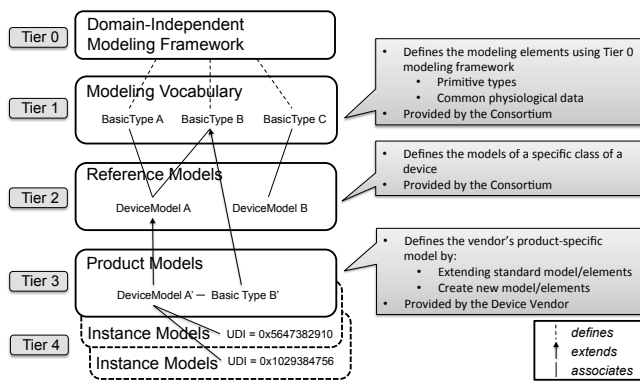 Tier 0
Domain-Independent
Modeling Framework
Tier 1
Modeling Vocabulary
BasicType A BasicType B BasicType C
• Defines the modeling elements using Tier 0
modeling framework
• Primitive types
• Common physiological data
• Provided by the Consortium
Tier 2
Reference Models
DeviceModel A DeviceModel B
• Defines the models of a specific class of a
device
• Provided by the Consortium
Tier 3
Product Models
DeviceModel A' – Basic Type B'
• Defines the vendor's product-specific
model by:
• Extending standard model/elements
• Create new model/elements
• Provided by the Device Vendor
Tier 4
Instance Models UDI = 0x5647382910
Instance Models UDI = 0x1029384756
defines
extends
associates